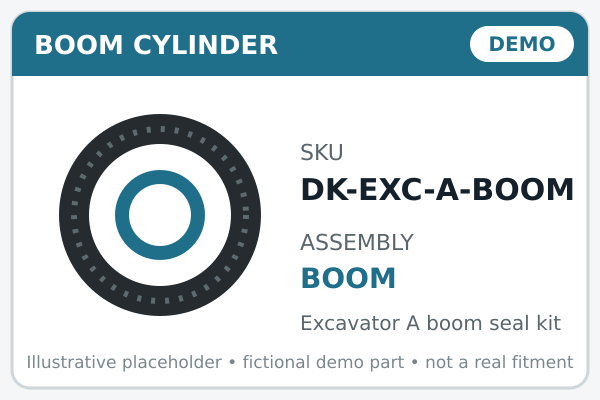 BOOM CYLINDER
DEMO
SKU
DK-EXC-A-BOOM
ASSEMBLY
BOOM
Excavator A boom seal kit
Illustrative placeholder • fictional demo part • not a real fitment